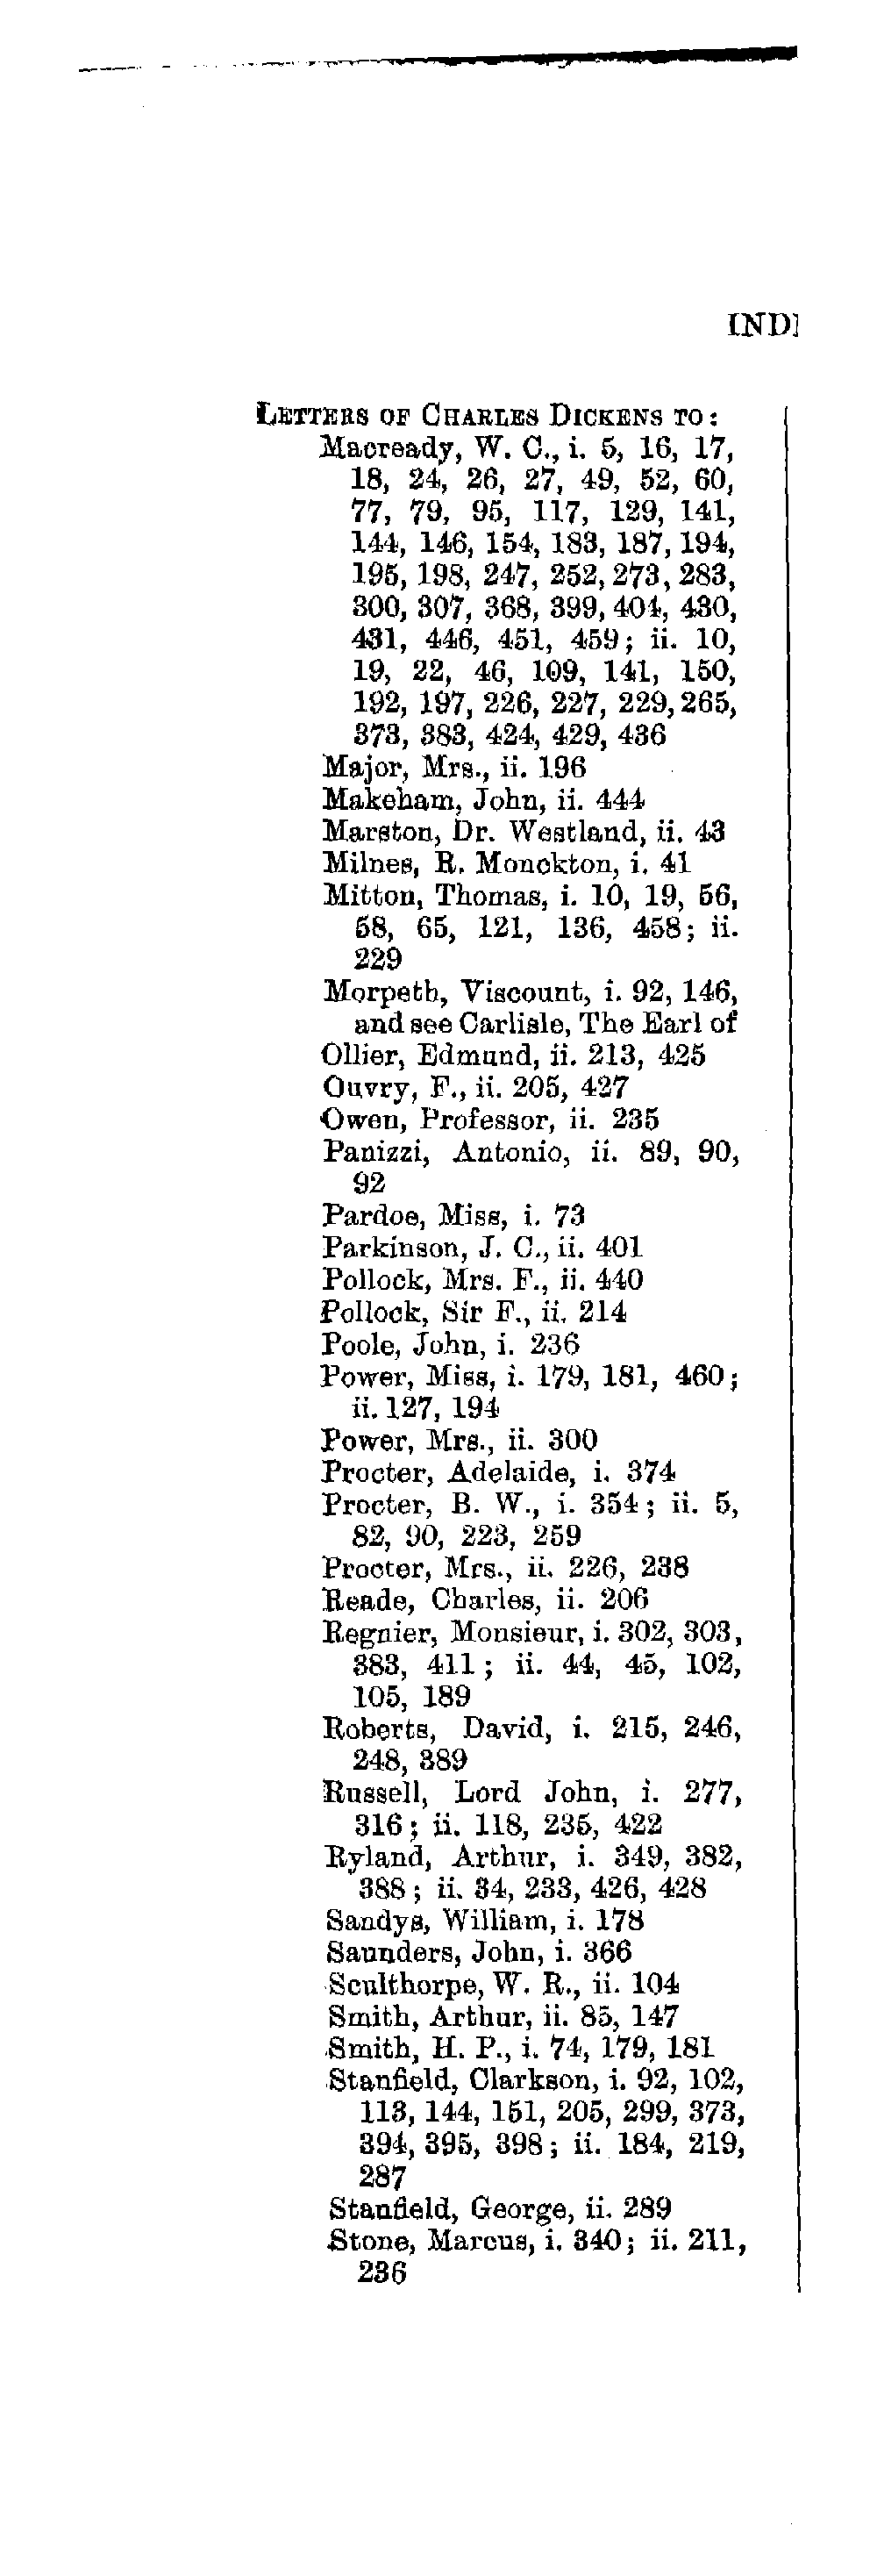 IND
LETTERS OF CHARLES DICKENS TO:
Macready, W. C., i. 5, 16, 17,
18, 24, 26, 27, 49, 52, 60,
77, 79, 95, 117, 129, 141,
144, 146, 154, 183, 187, 194,
195, 198, 247, 252, 273, 283,
300, 307, 368, 399, 404, 430,
431, 446, 451, 459; ii. 10,
19, 22, 46, 109, 141, 150,
192, 197, 226, 227, 229, 265,
373, 383, 424, 429, 436
Major, Mrs., ii. 196
Makeham, John, ii. 444
Marston, Dr. Westland, ii. 43
Milnes, R. Monckton, i. 41
Mitton, Thomas, i. 10, 19, 56,
58, 65, 121, 136, 458; ii.
229
Morpeth, Viscount, i. 92, 146,
and see Carlisle, The Earl of
Ollier, Edmund, ii. 213, 425
Ouvry, F., ii. 205, 427
Owen, Professor, ii. 235
Panizzi, Antonio, ii. 89, 90,
92
Pardoe, Miss, i. 73
Parkinson, J. C., ii. 401
Pollock, Mrs. F., ii. 440
Pollock, Sir F., ii. 214
Poole, John, i. 236
Power, Miss, i. 179, 181, 460;
ii. 127, 194
Power, Mrs., ii. 300
Procter, Adelaide, i. 374
Procter, B. W., i. 354; ii. 5,
82, 90, 223, 259
Procter, Mrs., ii. 226, 238
Reade, Charles, ii. 206
Regnier, Monsieur, i. 302, 303,
383, 411; ii. 44, 45, 102,
105, 189
Roberts, David, i. 215, 246,
248, 389
Russell, Lord John, i. 277,
316; ii. 118, 235, 422
Ryland, Arthur, i. 349, 382,
388; ii. 34, 233, 426, 428
Sandys, William, i. 178
Saunders, John, i. 366
Sculthorpe, W. R., ii. 104
Smith, Arthur, ii. 85, 147
Smith, H. P., i. 74, 179, 181
Stanfield, Clarkson, i. 92, 102,
113, 144, 151, 205, 299, 373,
394, 395, 398; ii. 184, 219,
287
Stanfield, George, ii. 289
Stone, Marcus, i. 340; ii. 211,
236